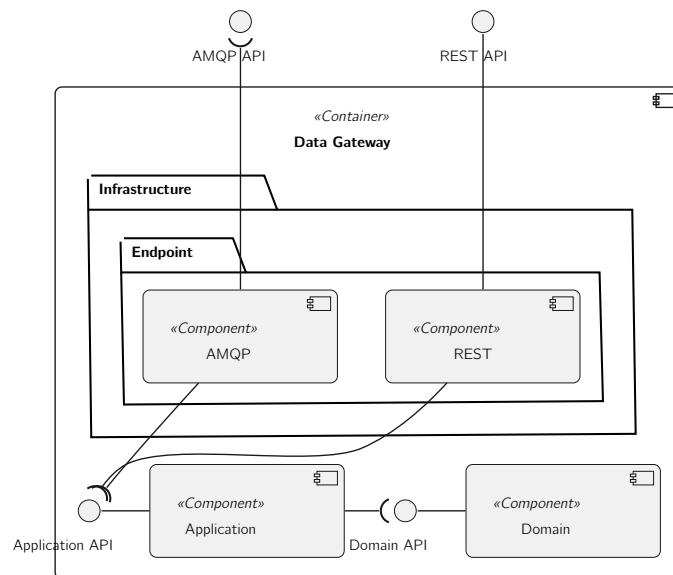 AMQP API
REST API
«Container»
Data Gateway
Infrastructure
Endpoint
«Component»
AMQP
«Component»
REST
«Component»
Application
«Component»
Domain
Application API
Domain API